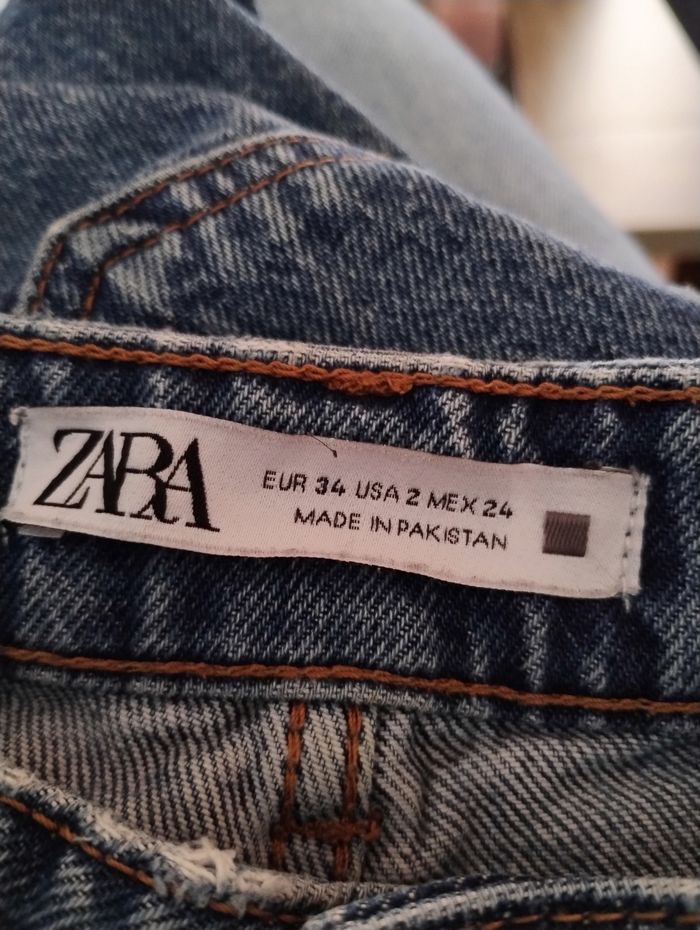 ZARA
EUR 34 USA 2 MEX 24
MADE IN PAKISTAN